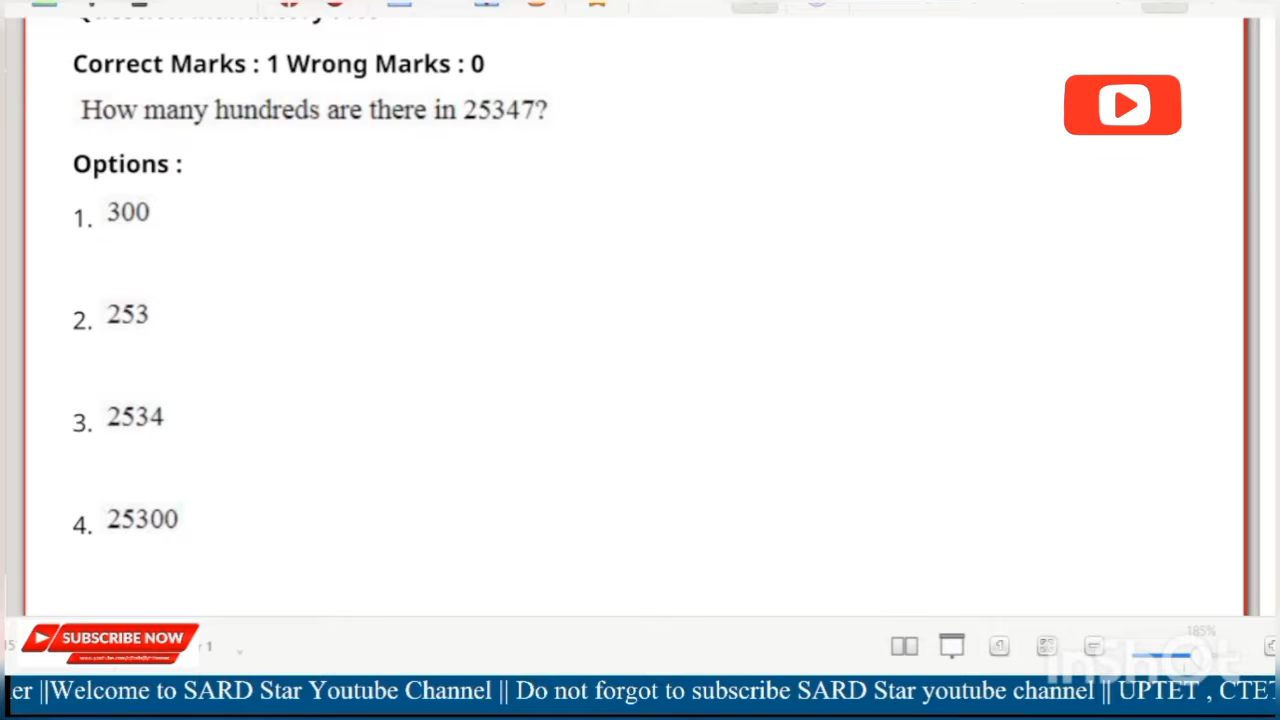 Correct Marks : 1 Wrong Marks : 0
How many hundreds are there in 25347?
Options :
1. 300
2. 253
3. 2534
4. 25300
185%
SUBSCRIBE NOW
InShOt
er ||Welcome to SARD Star Youtube Channel || Do not forgot to subscribe SARD Star youtube channel || UPTET , CTET